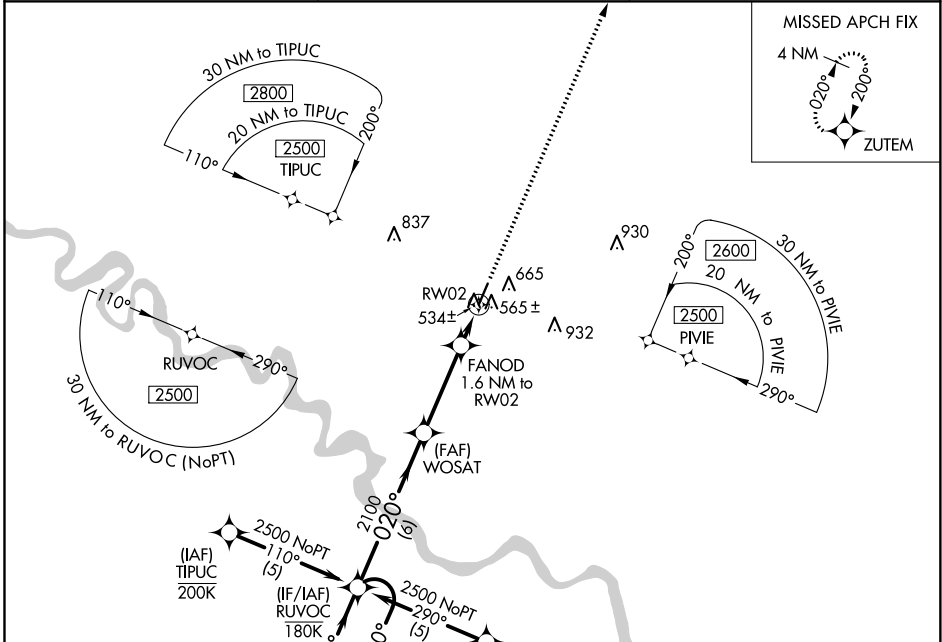 MISSED APCH FIX
4 NM
020°
200°
ZUTEM
30 NM to TIPUC
2800
20 NM to TIPUC
200°
2500
TIPUC
110°
837
930
200°
2600
30 NM to PIVIE
20 NM to PIVIE
2500
PIVIE
290°
665
RW02
565±
534±
932
FANOD
1.6 NM to
RW02
110°
RUVOC
290°
2500
30 NM to RUVOC (NoPT)
(FAF)
WOSAT
2100
020°
(6)
2500 NoPT
110°
(5)
(IAF)
TIPUC
200K
(IF/IAF)
RUVOC
180K
2500 NoPT
290°
(5)